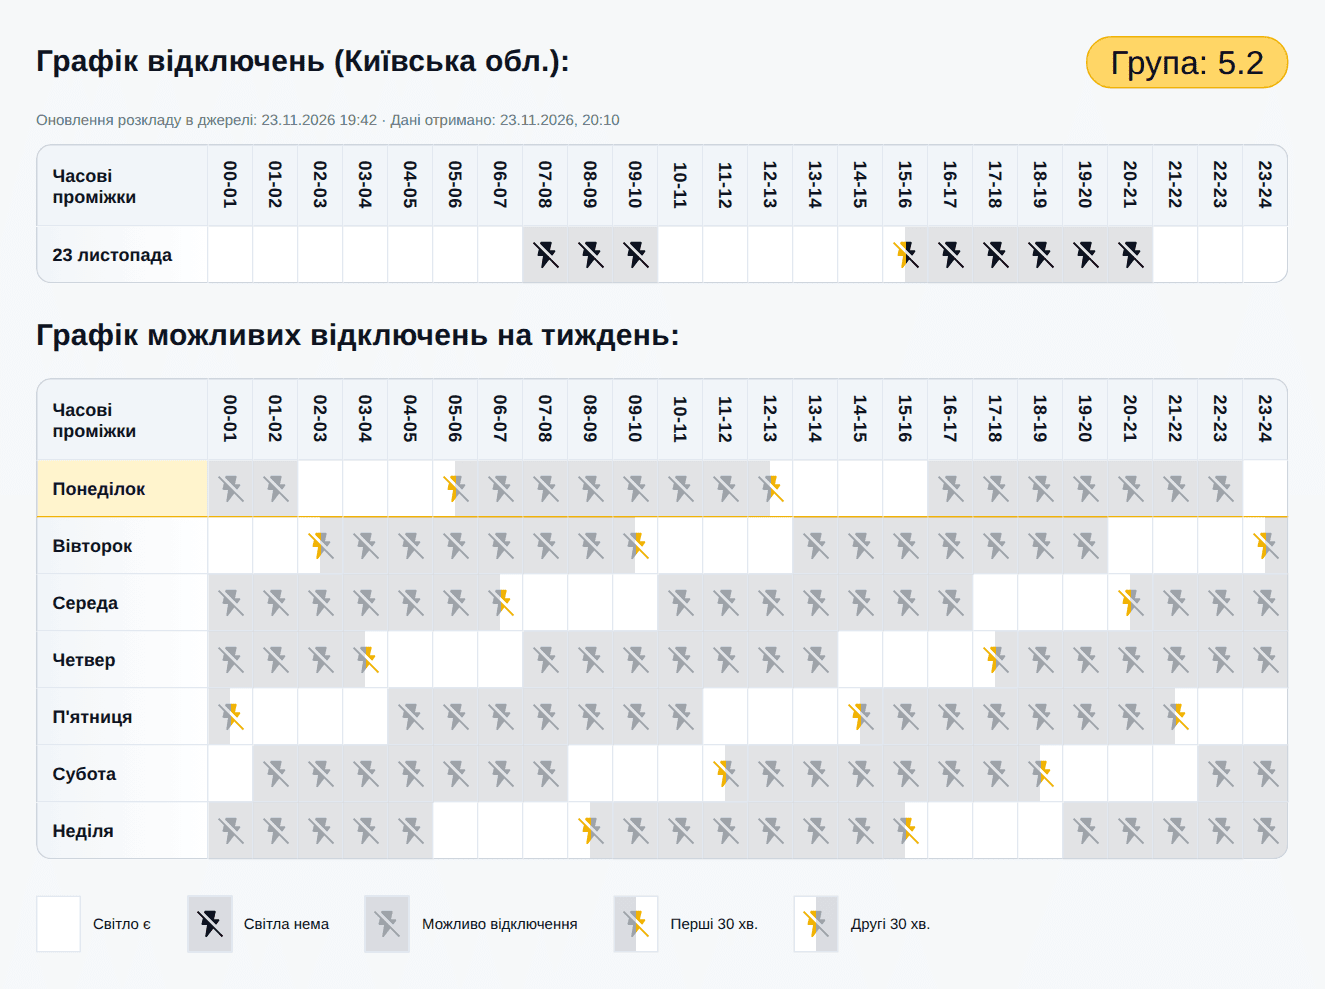 Графік відключень (Київська обл.):
Група: 5.2
Оновлення розкладу в джерелі: 23.11.2026 19:42 · Дані отримано: 23.11.2026, 20:10
Часові
проміжки
00-01 01-02 02-03 03-04 04-05 05-06 06-07 07-08 08-09 09-10 10-11 11-12 12-13 13-14 14-15 15-16 16-17 17-18 18-19 19-20 20-21 21-22 22-23 23-24
23 листопада
Графік можливих відключень на тиждень:
Часові
проміжки
00-01 01-02 02-03 03-04 04-05 05-06 06-07 07-08 08-09 09-10 10-11 11-12 12-13 13-14 14-15 15-16 16-17 17-18 18-19 19-20 20-21 21-22 22-23 23-24
Понеділок
Вівторок
Середа
Четвер
П'ятниця
Субота
Неділя
Світло є
Світла нема
Можливо відключення
Перші 30 хв.
Другі 30 хв.